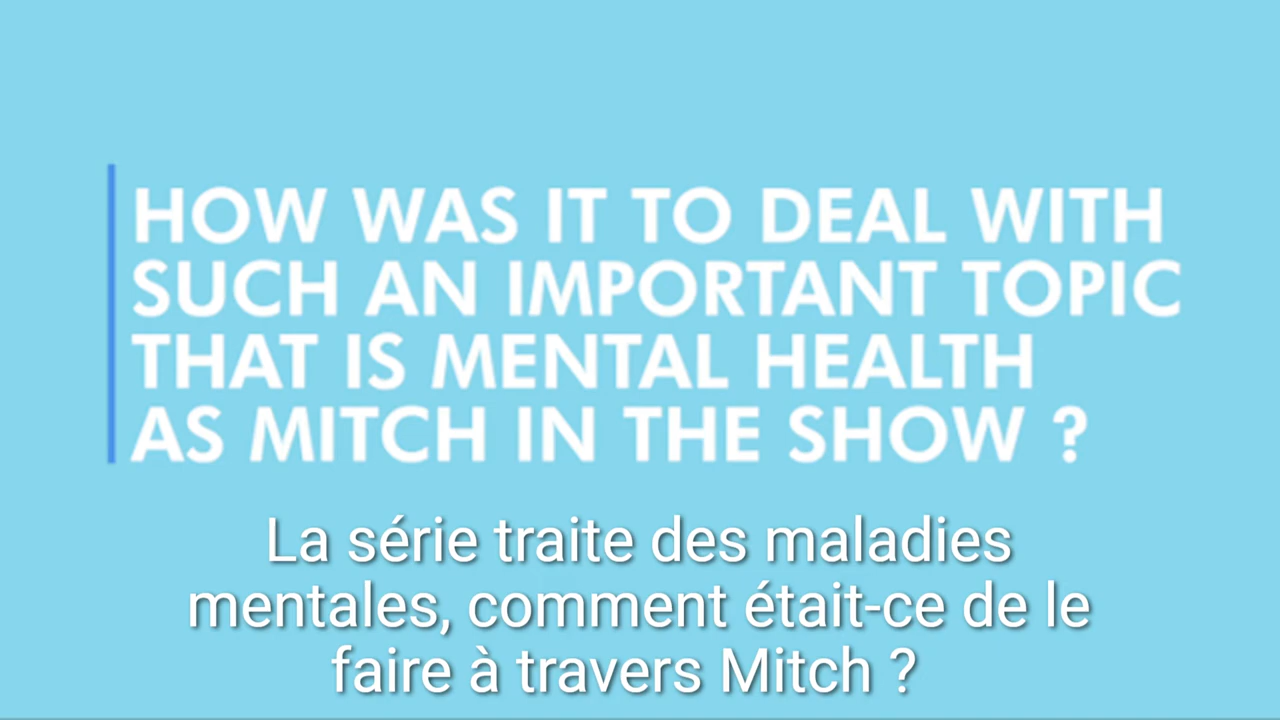 HOW WAS IT TO DEAL WITH
SUCH AN IMPORTANT TOPIC
THAT IS MENTAL HEALTH
AS MITCH IN THE SHOW ?
La série traite des maladies
mentales, comment était-ce de le
faire à travers Mitch ?